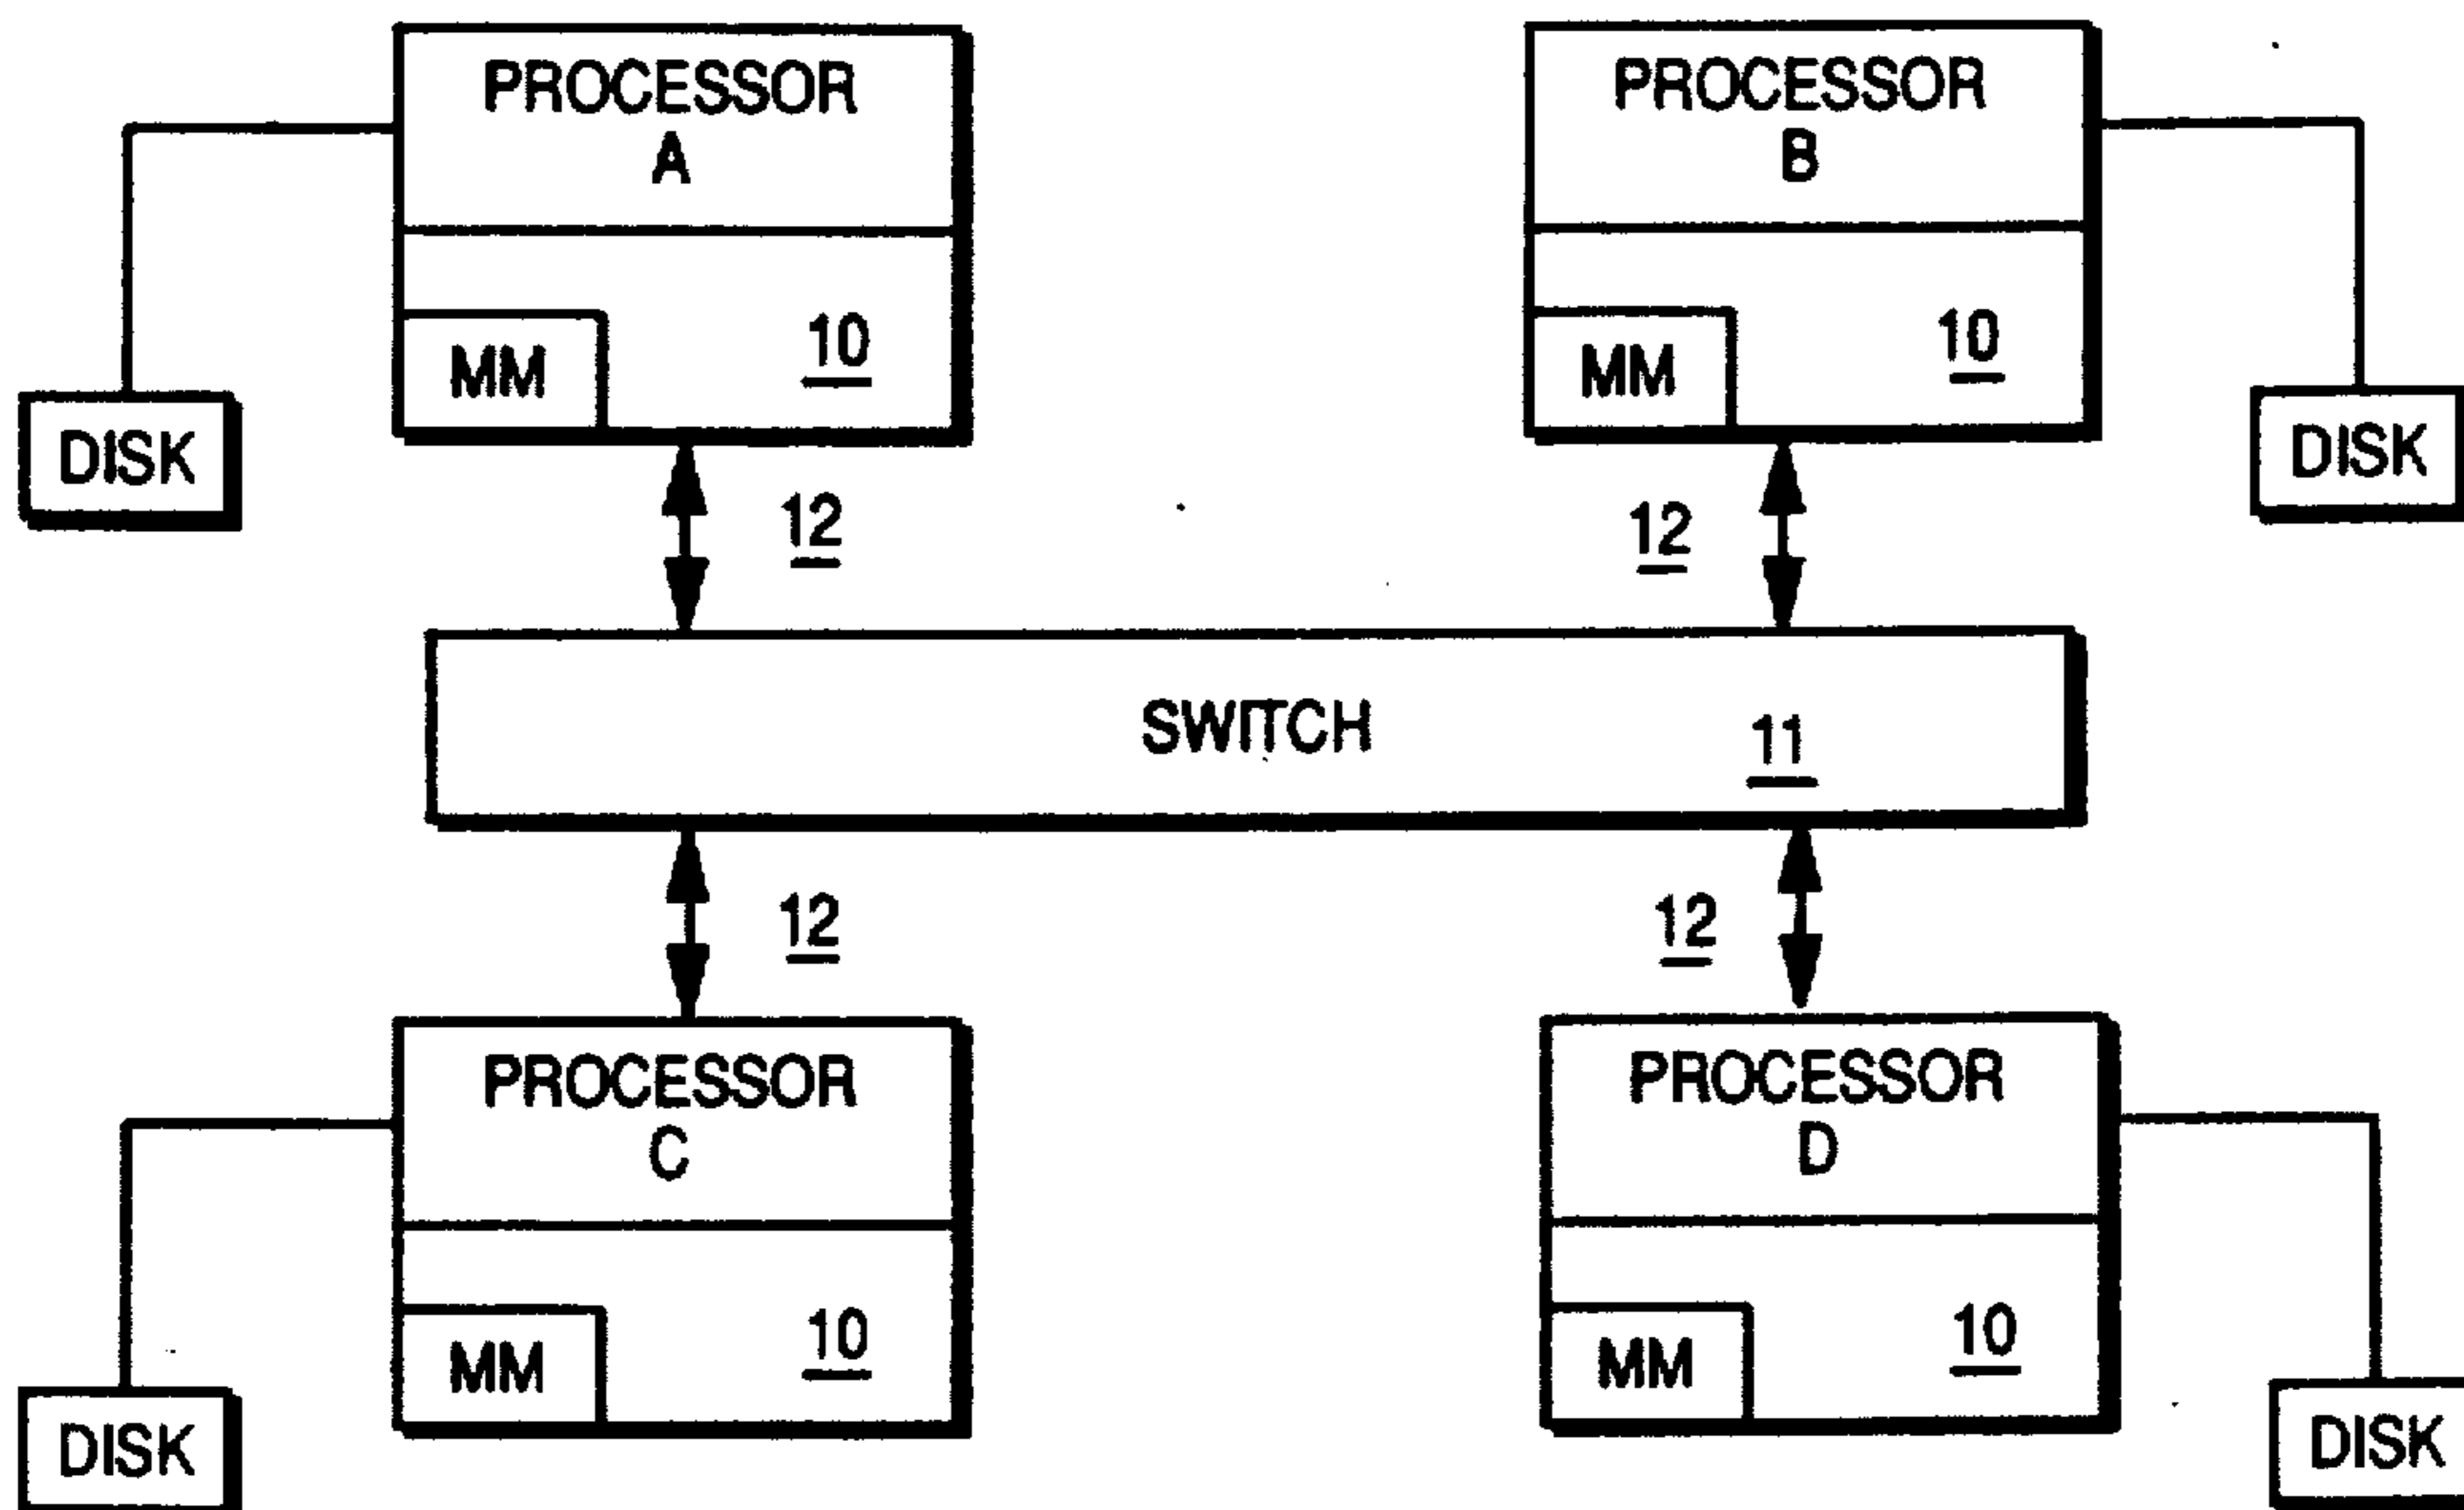 PROCESSOR
A
10
MM
DISK
12
PROCESSOR
B
10
MM
DISK
12
SWITCH
11
12
PROCESSOR
C
10
MM
DISK
12
PROCESSOR
D
10
MM
DISK